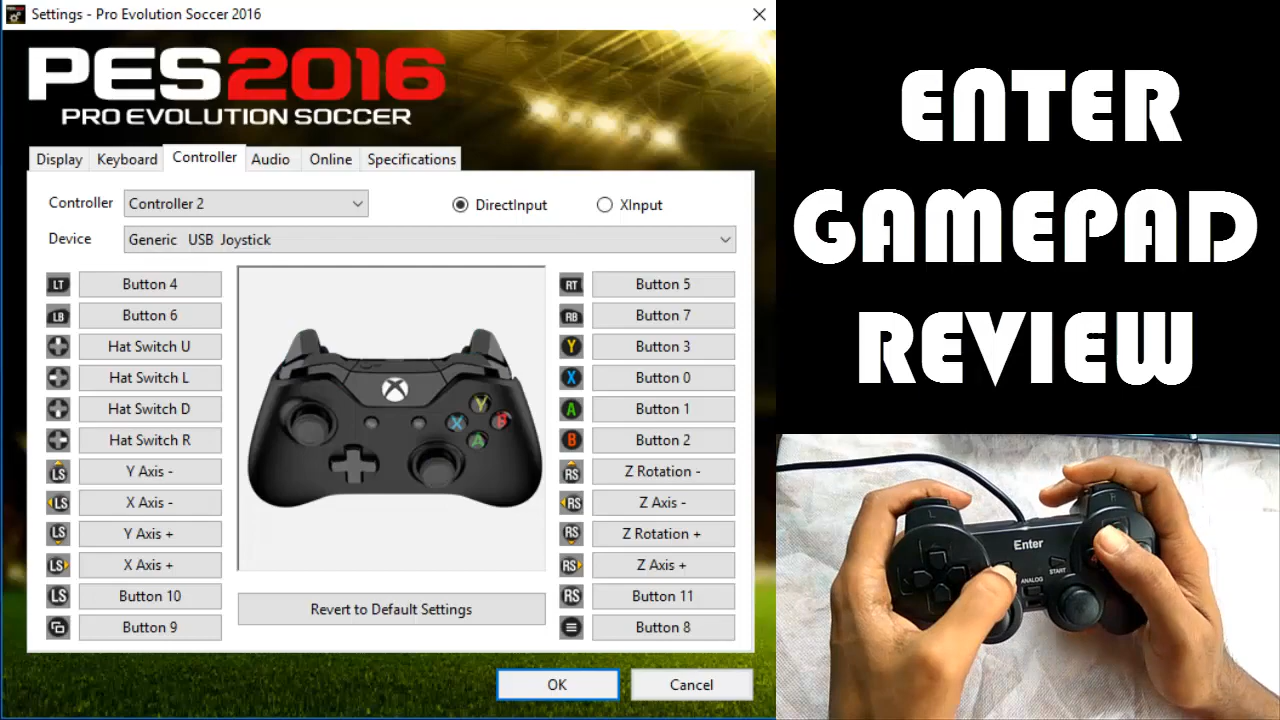 Settings - Pro Evolution Soccer 2016
PES2016
PRO EVOLUTION SOCCER
Display Keyboard Controller Audio Online Specifications
Controller Controller 2 DirectInput XInput
Device Generic USB Joystick
LT Button 4 RT Button 5
LB Button 6 RB Button 7
Hat Switch U Y Button 3
Hat Switch L X Button 0
Hat Switch D A Button 1
Hat Switch R B Button 2
LS Y Axis - RS Z Rotation -
LS X Axis - RS Z Axis -
LS Y Axis + RS Z Rotation +
LS X Axis + RS Z Axis +
LS Button 10 RS Button 11
Button 9 Button 8
Y
X B
A
Revert to Default Settings
OK Cancel
ENTER
GAMEPAD
REVIEW
L R
Enter
ANALOG START